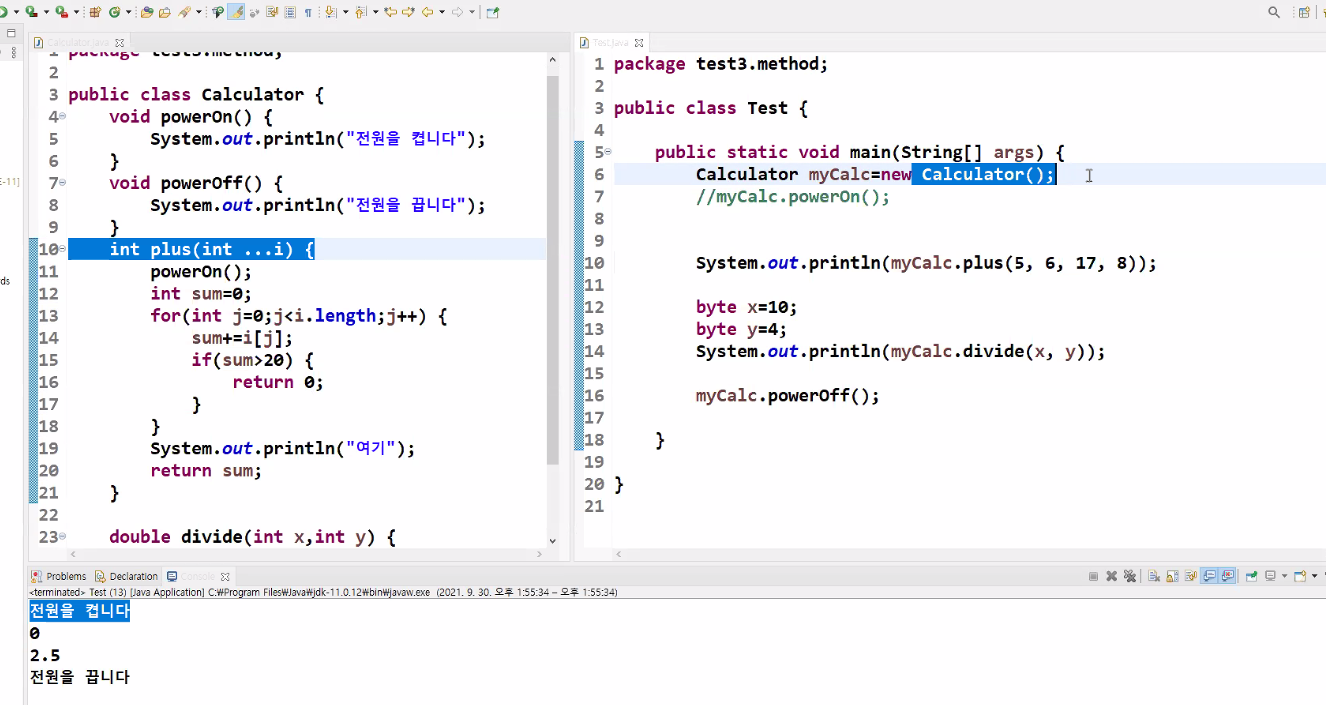 Calculator.java
Test.java
1 package test3.method;
2
3 public class Calculator {
4 void powerOn() {
5 System.out.println("전원을 켭니다");
6 }
7 void powerOff() {
8 System.out.println("전원을 끕니다");
9 }
10 int plus(int ...i) {
11 powerOn();
12 int sum=0;
13 for(int j=0;j<i.length;j++) {
14 sum+=i[j];
15 if(sum>20) {
16 return 0;
17 }
18 }
19 System.out.println("여기");
20 return sum;
21 }
22
23 double divide(int x,int y) {
1 package test3.method;
2
3 public class Test {
4
5 public static void main(String[] args) {
6 Calculator myCalc=new Calculator();
7 //myCalc.powerOn();
8
9
10 System.out.println(myCalc.plus(5, 6, 17, 8));
11
12 byte x=10;
13 byte y=4;
14 System.out.println(myCalc.divide(x, y));
15
16 myCalc.powerOff();
17
18 }
19
20 }
21
E-11]
rds
Problems Declaration Console
<terminated> Test (13) [Java Application] C:₩Program Files₩Java₩jdk-11.0.12₩bin₩javaw.exe (2021. 9. 30. 오후 1:55:34 – 오후 1:55:34)
전원을 켭니다
0
2.5
전원을 끕니다